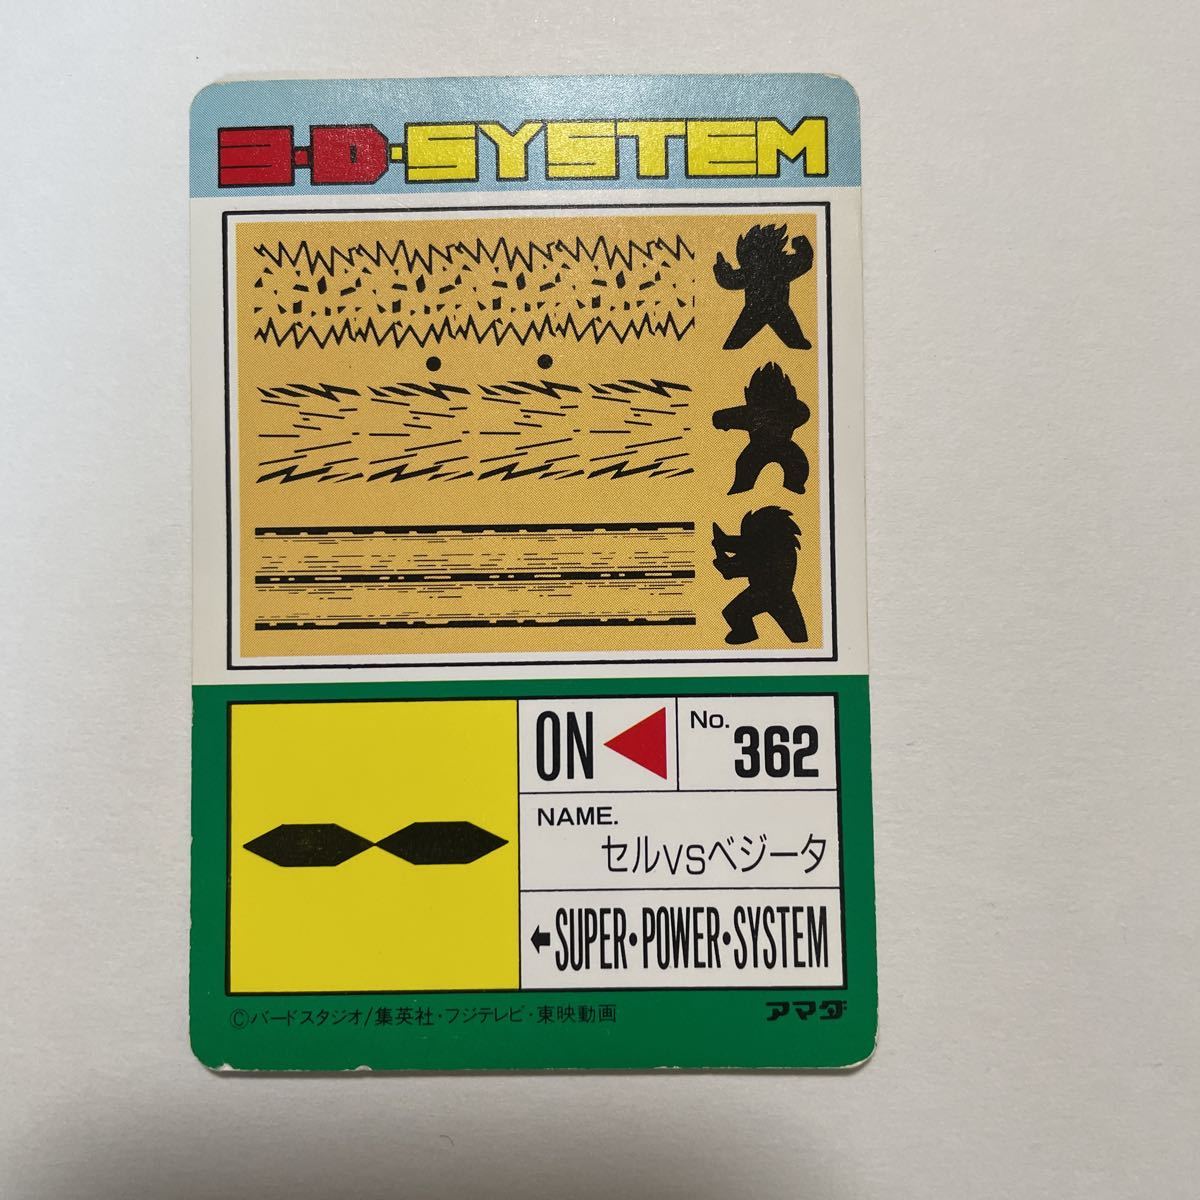 3・D・SYSTEM
ON
No. 362
NAME.
セルVSベジータ
←SUPER・POWER・SYSTEM
©バードスタジオ/集英社・フジテレビ・東映動画
アマダ